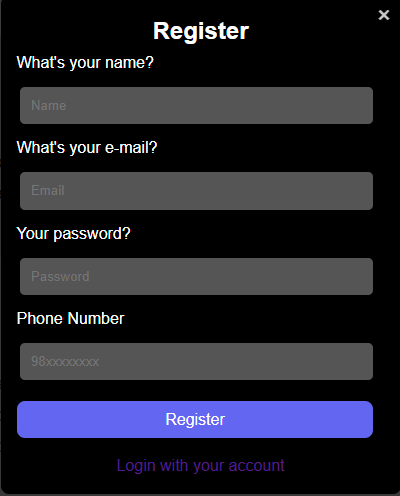 ×
Register
What's your name?
Name
What's your e-mail?
Email
Your password?
Password
Phone Number
98xxxxxxxx
Register
Login with your account